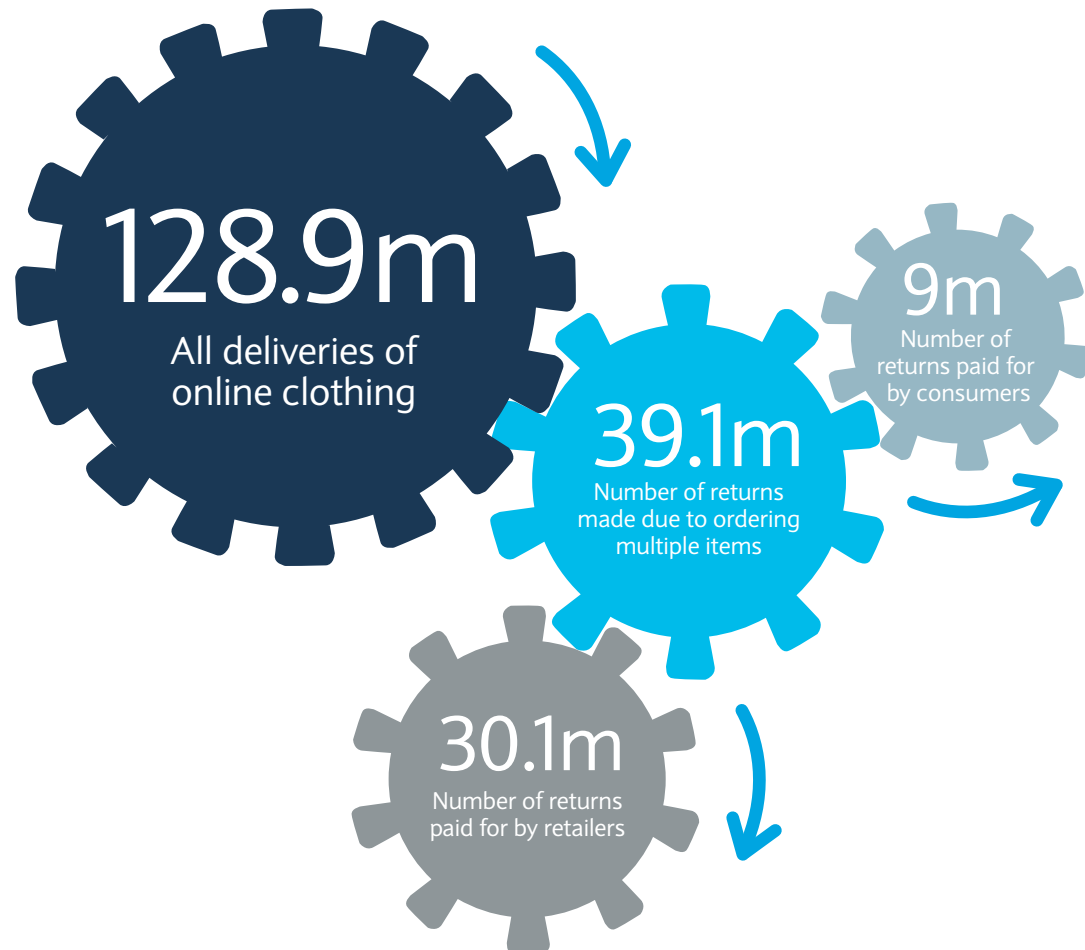 128.9m
All deliveries of
online clothing
9m
Number of
returns paid for
by consumers
39.1m
Number of returns
made due to ordering
multiple items
30.1m
Number of returns
paid for by retailers